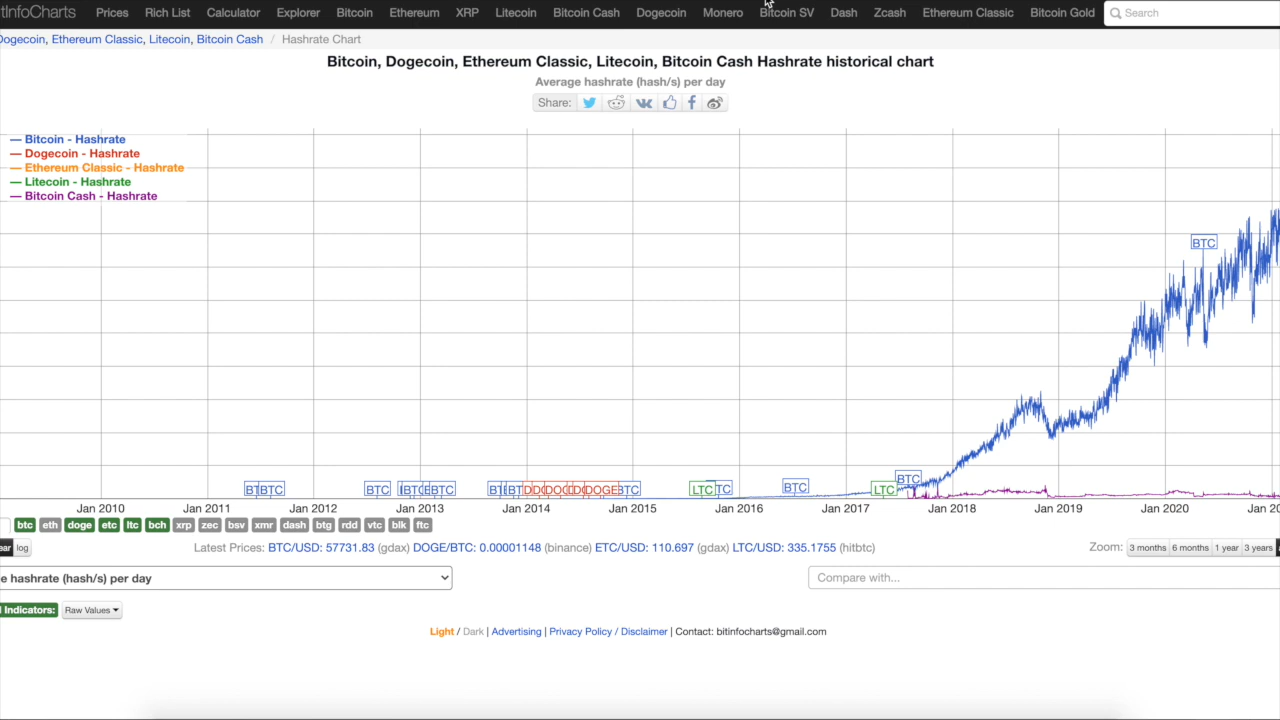 tInfoCharts Prices Rich List Calculator Explorer Bitcoin Ethereum XRP Litecoin Bitcoin Cash Dogecoin Monero Bitcoin SV Dash Zcash Ethereum Classic Bitcoin Gold Search
Dogecoin, Ethereum Classic, Litecoin, Bitcoin Cash / Hashrate Chart
Bitcoin, Dogecoin, Ethereum Classic, Litecoin, Bitcoin Cash Hashrate historical chart
Average hashrate (hash/s) per day
Share:
Bitcoin - Hashrate
Dogecoin - Hashrate
Ethereum Classic - Hashrate
Litecoin - Hashrate
Bitcoin Cash - Hashrate
BTC
BTC
BTC BTC BTC BTC DOGE BTC LTC TC BTC LTC
Jan 2010 Jan 2011 Jan 2012 Jan 2013 Jan 2014 Jan 2015 Jan 2016 Jan 2017 Jan 2018 Jan 2019 Jan 2020 Jan 20
btc eth doge etc ltc bch xrp zec bsv xmr dash btg rdd vtc blk ftc
ear log Latest Prices: BTC/USD: 57731.83 (gdax) DOGE/BTC: 0.00001148 (binance) ETC/USD: 110.697 (gdax) LTC/USD: 335.1755 (hitbtc) Zoom: 3 months 6 months 1 year 3 years
e hashrate (hash/s) per day Compare with...
l Indicators: Raw Values
Light / Dark | Advertising | Privacy Policy / Disclaimer | Contact: bitinfocharts@gmail.com